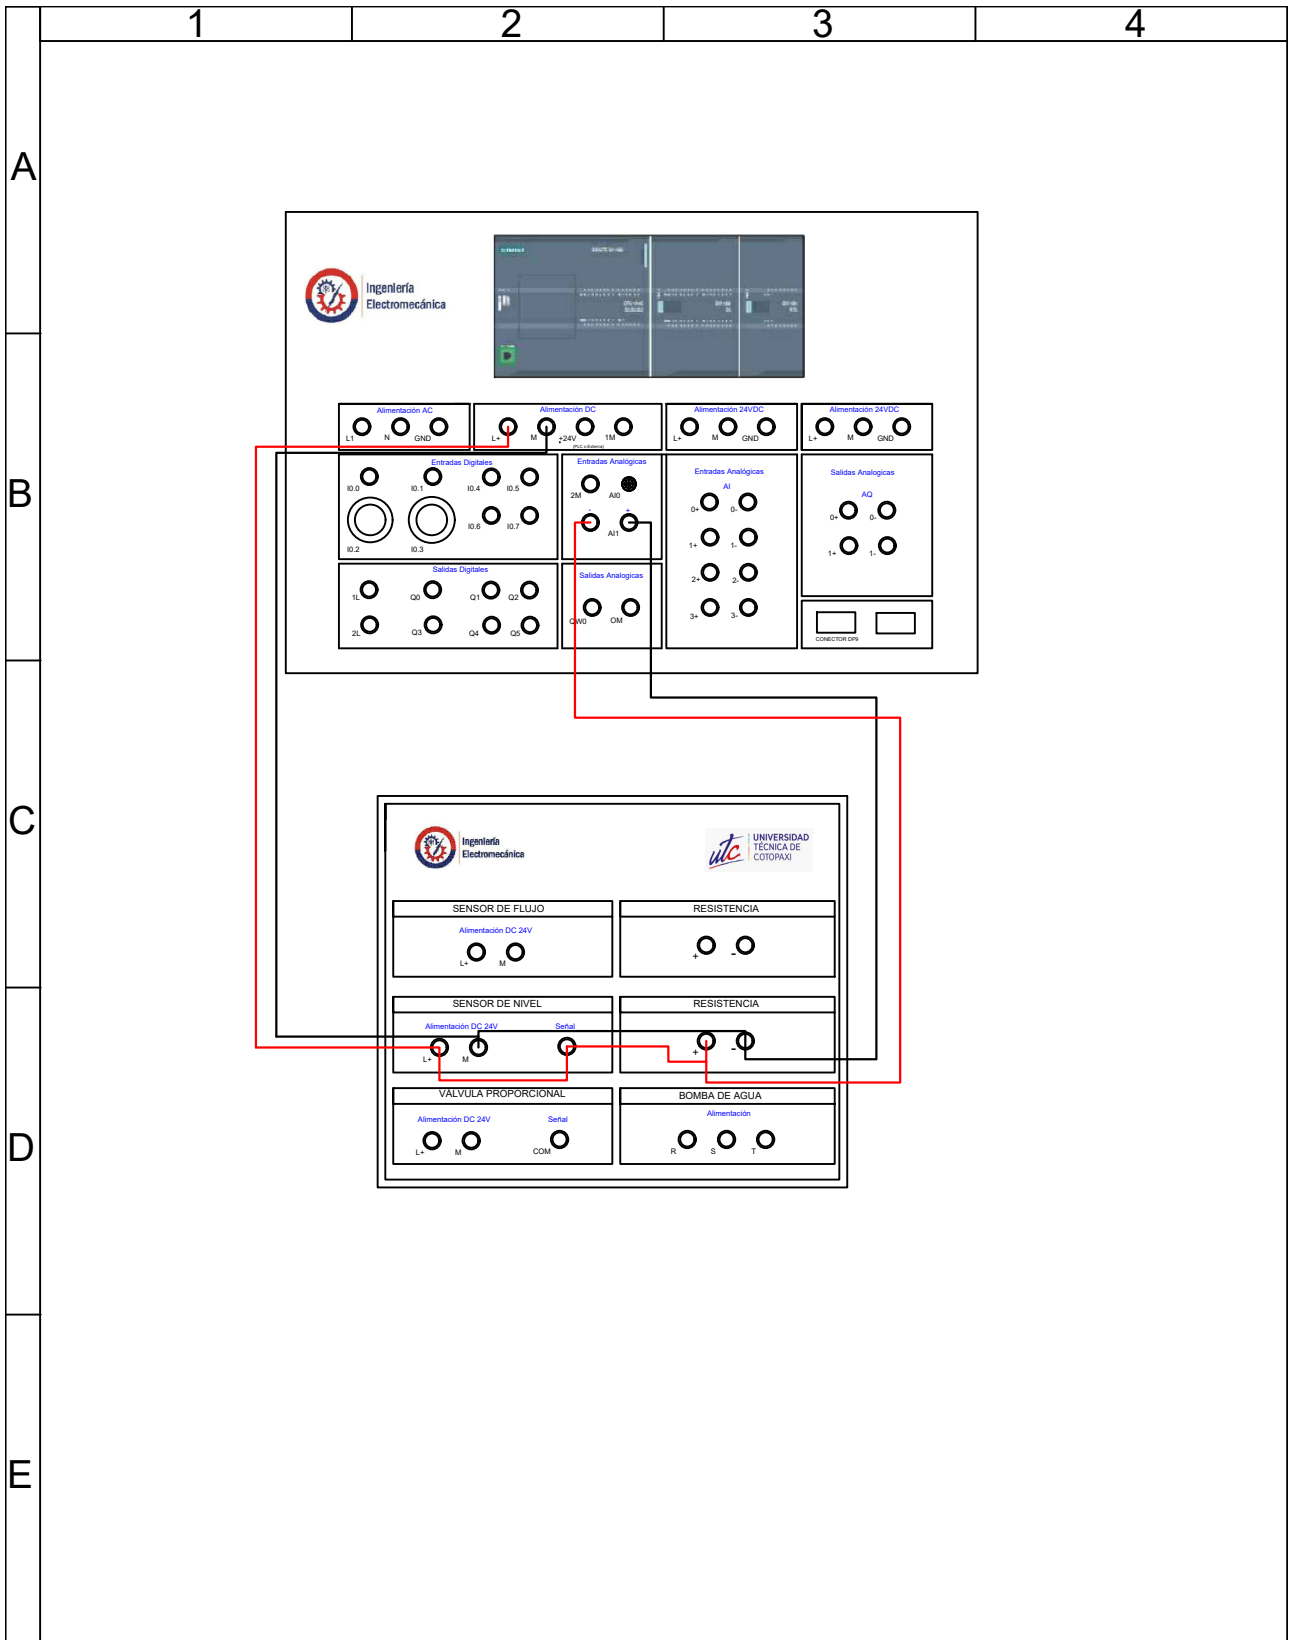 1 2 3 4
A
B
C
D
E
Ingeniería
Electromecánica
SIEMENS
Alimentación AC
L1 N GND
Alimentación DC
L+ M +24V 1M
(PLC o Externa)
Alimentación 24VDC
L+ M GND
Alimentación 24VDC
L+ M GND
Entradas Digitales
I0.0 I0.1 I0.4 I0.5
I0.6 I0.7
I0.2 I0.3
Entradas Analógicas
2M AI0
- +
AI1
Entradas Analógicas
AI
0+ 0-
1+ 1-
2+ 2-
3+ 3-
Salidas Analogicas
AQ
0+ 0-
1+ 1-
Salidas Digitales
1L Q0 Q1 Q2
2L Q3 Q4 Q5
Salidas Analogicas
QW0 OM
CONECTOR DP9
Ingeniería
Electromecánica
utc
UNIVERSIDAD
TÉCNICA DE
COTOPAXI
SENSOR DE FLUJO
Alimentación DC 24V
L+ M
RESISTENCIA
+ -
SENSOR DE NIVEL
Alimentación DC 24V Señal
L+ M
RESISTENCIA
+ -
VÁLVULA PROPORCIONAL
Alimentación DC 24V Señal
L+ M COM
BOMBA DE AGUA
Alimentación
R S T